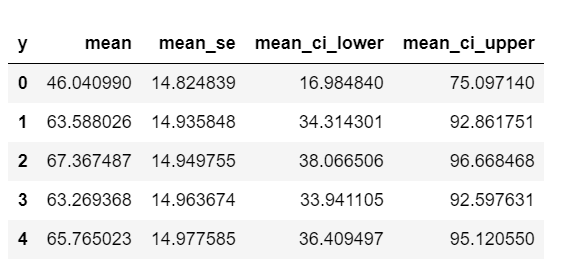 y mean mean_se mean_ci_lower mean_ci_upper
0 46.040990 14.824839 16.984840 75.097140
1 63.588026 14.935848 34.314301 92.861751
2 67.367487 14.949755 38.066506 96.668468
3 63.269368 14.963674 33.941105 92.597631
4 65.765023 14.977585 36.409497 95.120550